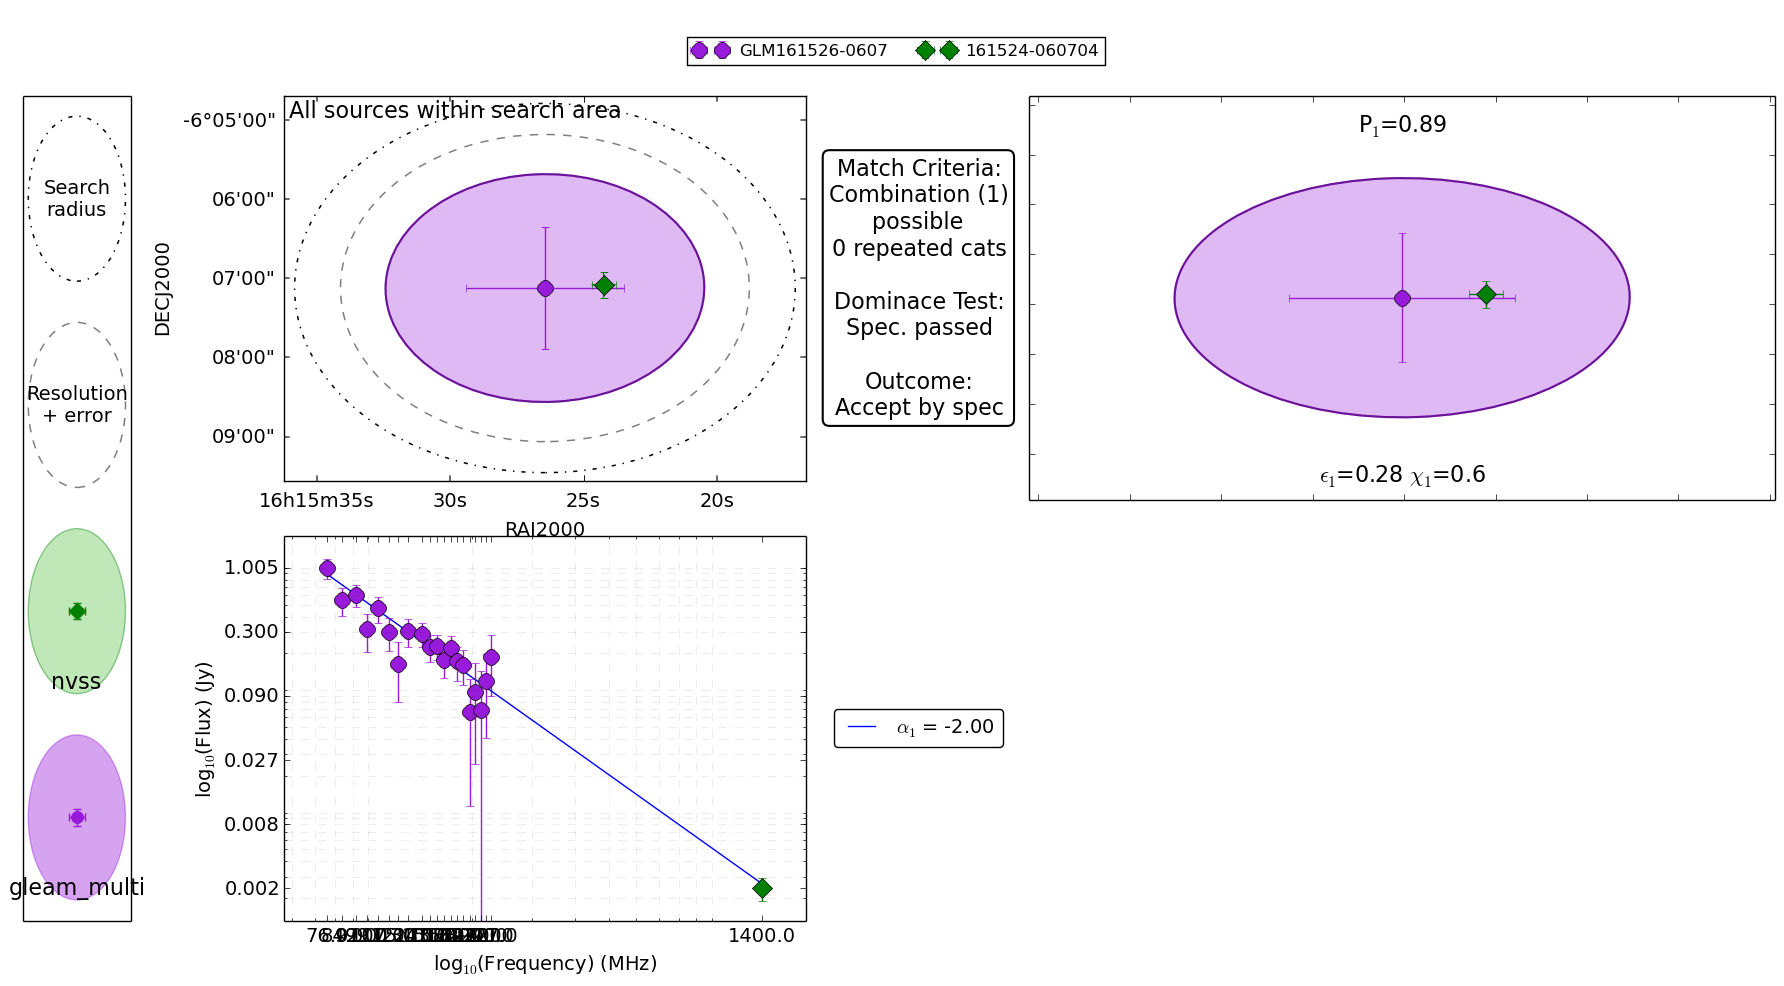 GLM161526-0607 161524-060704
Search
radius
Resolution
+ error
nvss
gleam_multi
All sources within search area
-6°05'00"
06'00"
07'00"
08'00"
09'00"
DECJ2000
16h15m35s 30s 25s 20s
RAJ2000
Match Criteria:
Combination (1)
possible
0 repeated cats
Dominace Test:
Spec. passed
Outcome:
Accept by spec
P₁=0.89
ϵ₁=0.28 χ₁=0.6
1.005
0.300
0.090
0.027
0.008
0.002
log₁₀(Flux) (Jy)
1400.0
log₁₀(Frequency) (MHz)
α₁ = -2.00